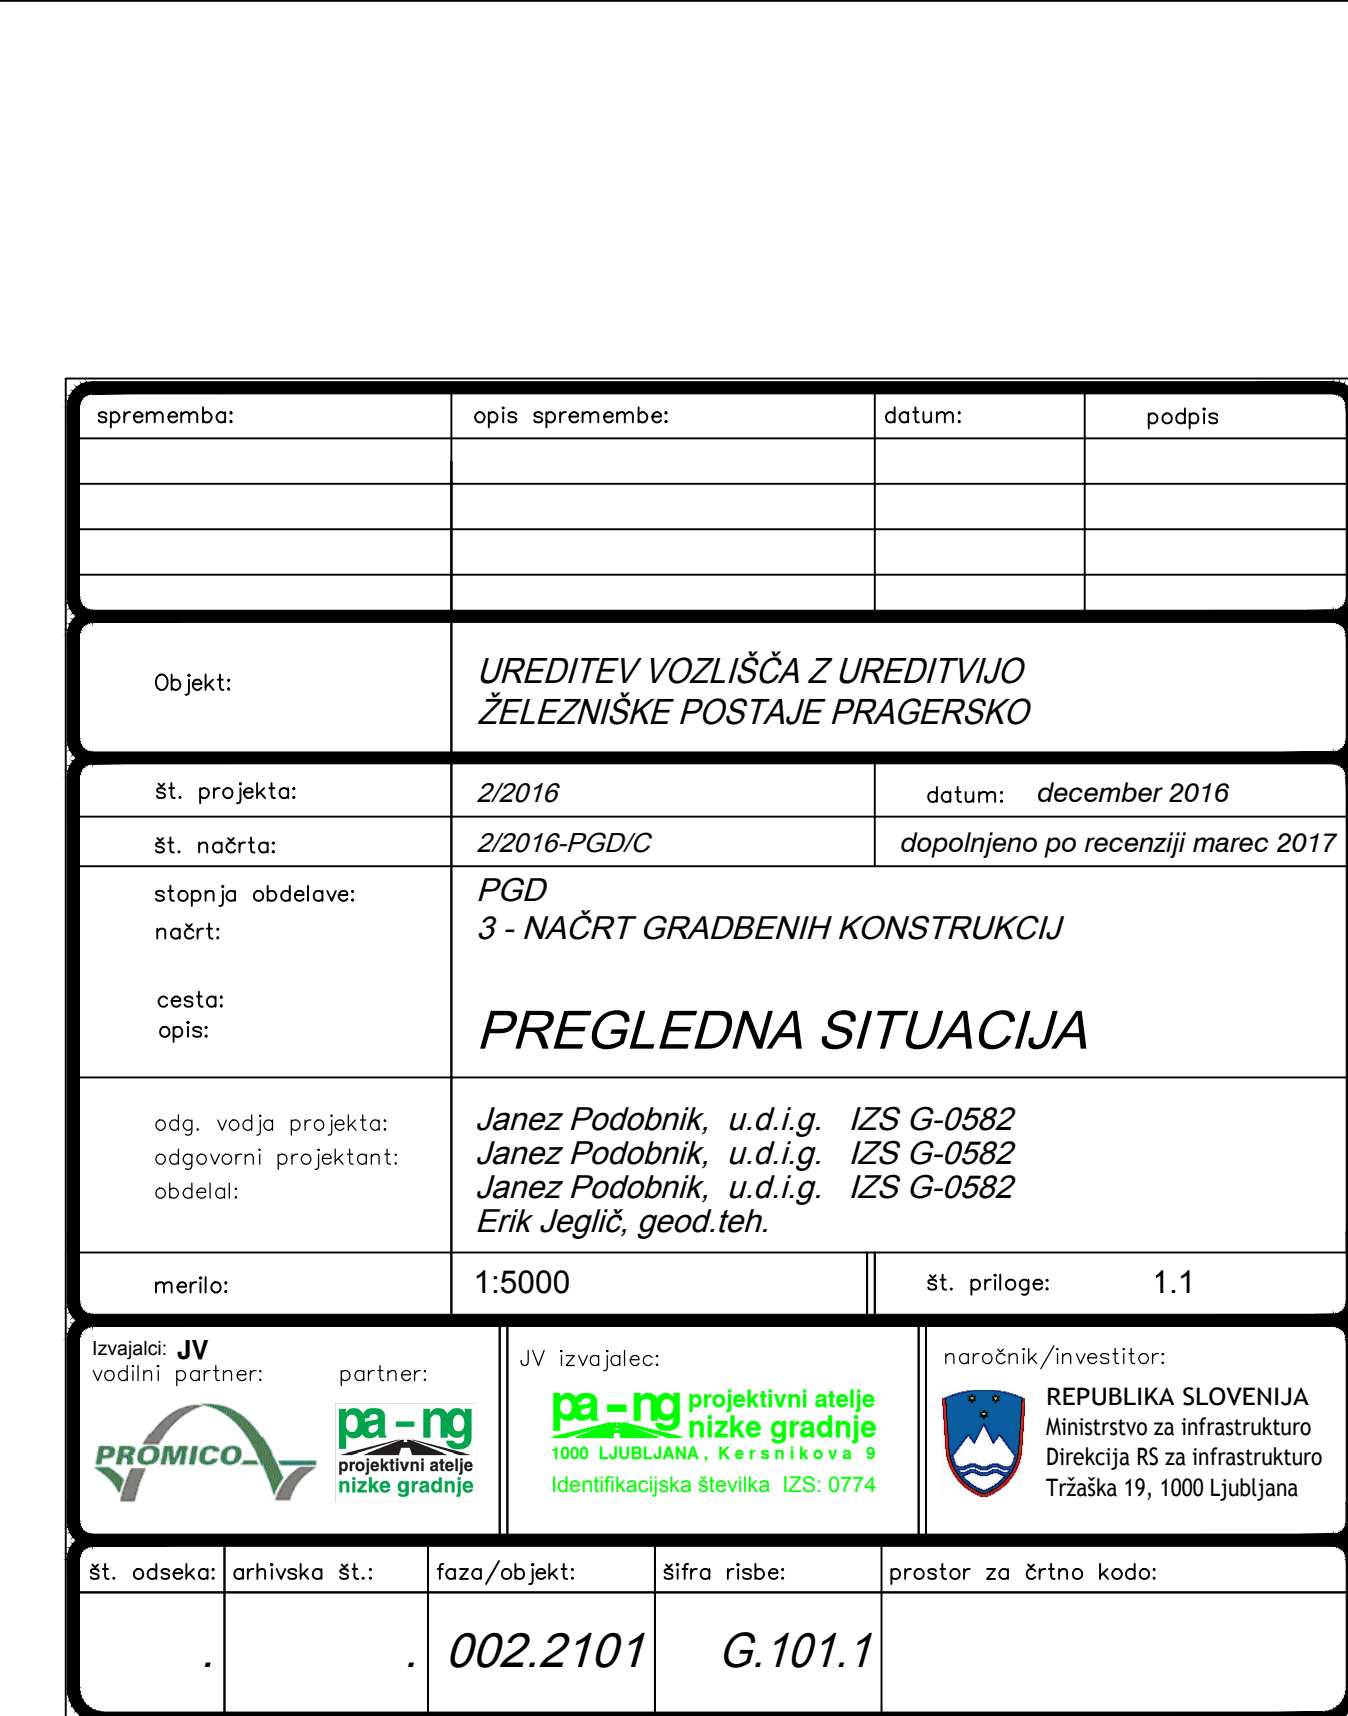 sprememba: opis spremembe: datum: podpis
Objekt: UREDITEV VOZLIŠČA Z UREDITVIJO
ŽELEZNIŠKE POSTAJE PRAGERSKO
št. projekta: 2/2016 datum: december 2016
št. načrta: 2/2016-PGD/C dopolnjeno po recenziji marec 2017
stopnja obdelave: PGD
načrt: 3 - NAČRT GRADBENIH KONSTRUKCIJ
cesta:
opis: PREGLEDNA SITUACIJA
odg. vodja projekta: Janez Podobnik, u.d.i.g. IZS G-0582
odgovorni projektant: Janez Podobnik, u.d.i.g. IZS G-0582
obdelal: Janez Podobnik, u.d.i.g. IZS G-0582
Erik Jeglič, geod.teh.
merilo: 1:5000 št. priloge: 1.1
Izvajalci: JV
vodilni partner: partner:
PROMICO
pa-ng
projektivni atelje
nizke gradnje
JV izvajalec:
pa-ng projektivni atelje
nizke gradnje
1000 LJUBLJANA, Kersnikova 9
Identifikacijska številka IZS: 0774
naročnik/investitor:
REPUBLIKA SLOVENIJA
Ministrstvo za infrastrukturo
Direkcija RS za infrastrukturo
Tržaška 19, 1000 Ljubljana
št. odseka: arhivska št.: faza/objekt: šifra risbe: prostor za črtno kodo:
. . 002.2101 G.101.1